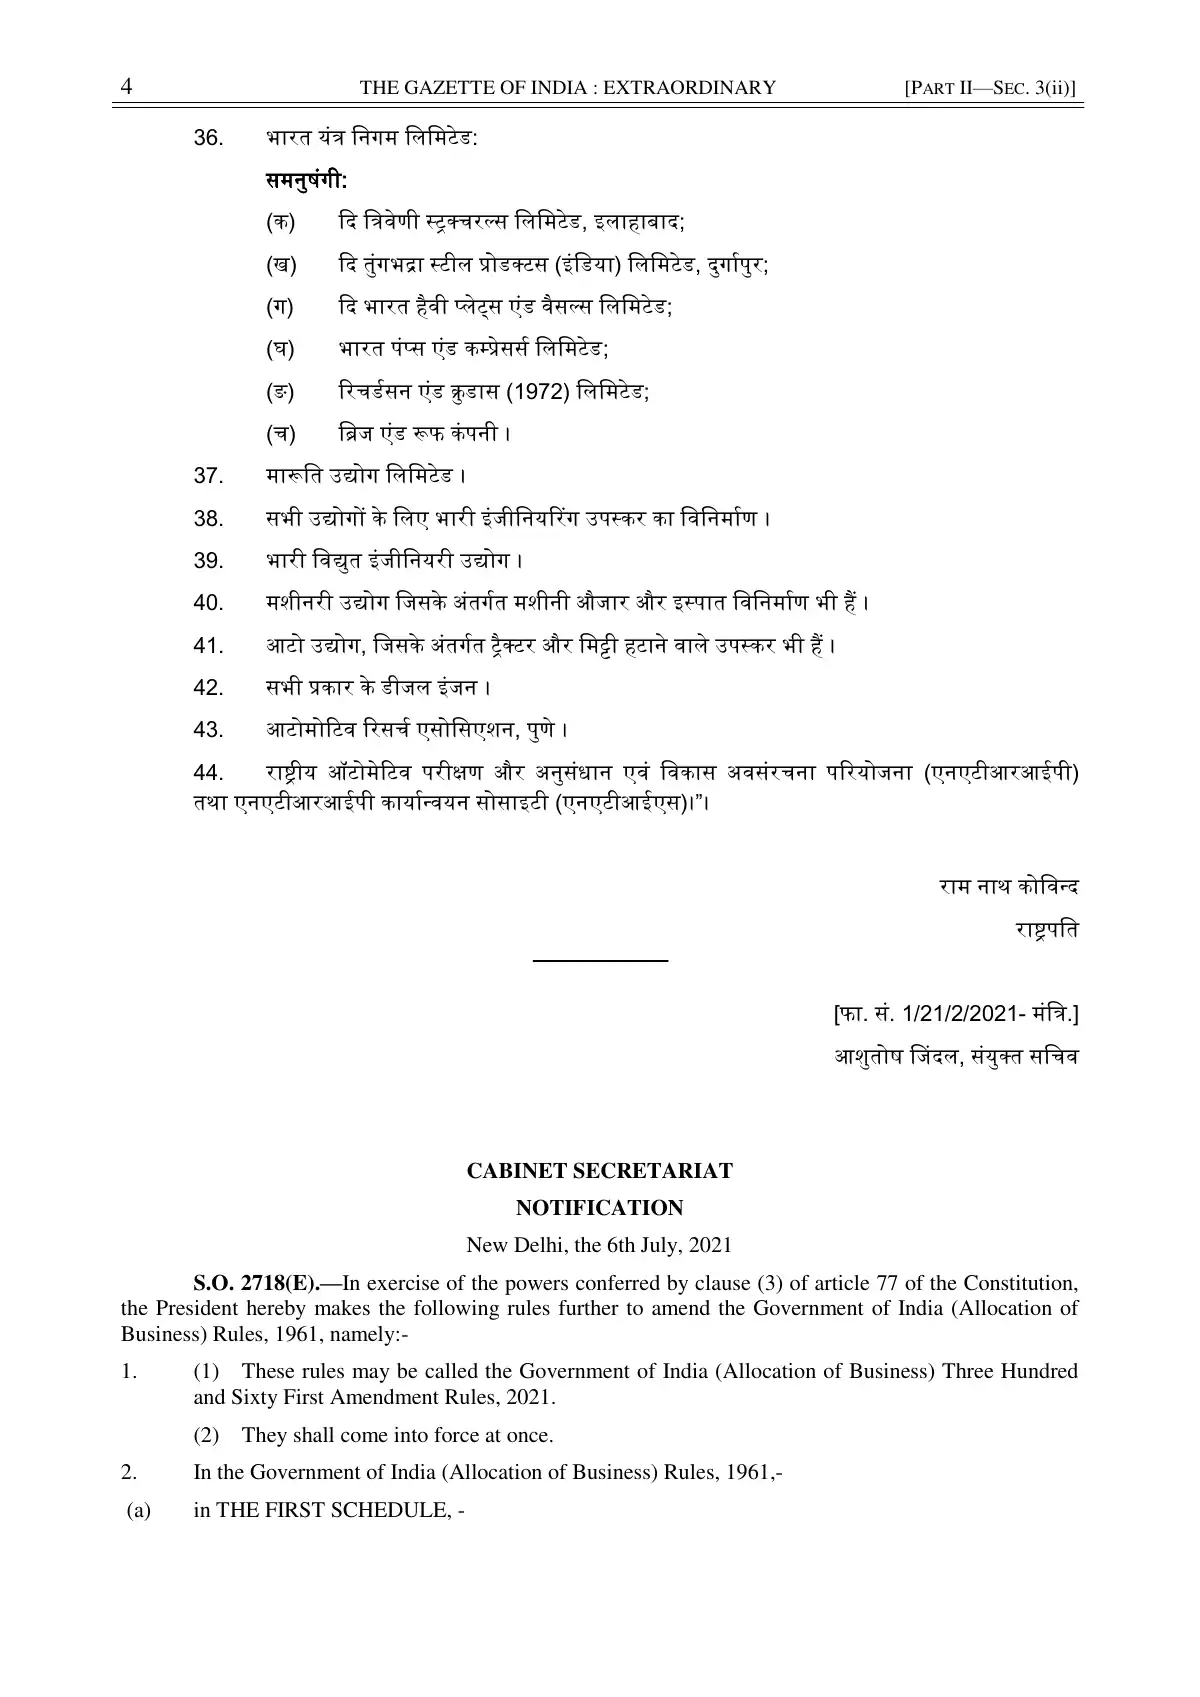 4 THE GAZETTE OF INDIA : EXTRAORDINARY [PART II—SEC. 3(ii)]
36. भारत यंत्र निगम लिमिटेड:
समनुषंगी:
(क) दि त्रिवेणी स्ट्रक्चरल्स लिमिटेड, इलाहाबाद;
(ख) दि तुंगभद्रा स्टील प्रोडक्टस (इंडिया) लिमिटेड, दुर्गापुर;
(ग) दि भारत हैवी प्लेट्स एंड वैसल्स लिमिटेड;
(घ) भारत पंप्स एंड कम्प्रेसर्स लिमिटेड;
(ङ) रिचर्डसन एंड क्रुडास (1972) लिमिटेड;
(च) ब्रिज एंड रूफ कंपनी ।
37. मारूति उद्योग लिमिटेड ।
38. सभी उद्योगों के लिए भारी इंजीनियरिंग उपस्कर का विनिर्माण ।
39. भारी विद्युत इंजीनियरी उद्योग ।
40. मशीनरी उद्योग जिसके अंतर्गत मशीनी औजार और इस्पात विनिर्माण भी हैं ।
41. आटो उद्योग, जिसके अंतर्गत ट्रैक्टर और मिट्टी हटाने वाले उपस्कर भी हैं ।
42. सभी प्रकार के डीजल इंजन ।
43. आटोमोटिव रिसर्च एसोसिएशन, पुणे ।
44. राष्ट्रीय ऑटोमेटिव परीक्षण और अनुसंधान एवं विकास अवसंरचना परियोजना (एनएटीआरआईपी)
तथा एनएटीआरआईपी कार्यान्वयन सोसाइटी (एनएटीआईएस)।”।
राम नाथ कोविन्द
राष्ट्रपति
[फा. सं. 1/21/2/2021- मंत्रि.]
आशुतोष जिंदल, संयुक्त सचिव
CABINET SECRETARIAT
NOTIFICATION
New Delhi, the 6th July, 2021
S.O. 2718(E).—In exercise of the powers conferred by clause (3) of article 77 of the Constitution,
the President hereby makes the following rules further to amend the Government of India (Allocation of
Business) Rules, 1961, namely:-
1. (1) These rules may be called the Government of India (Allocation of Business) Three Hundred
and Sixty First Amendment Rules, 2021.
(2) They shall come into force at once.
2. In the Government of India (Allocation of Business) Rules, 1961,-
(a) in THE FIRST SCHEDULE, -